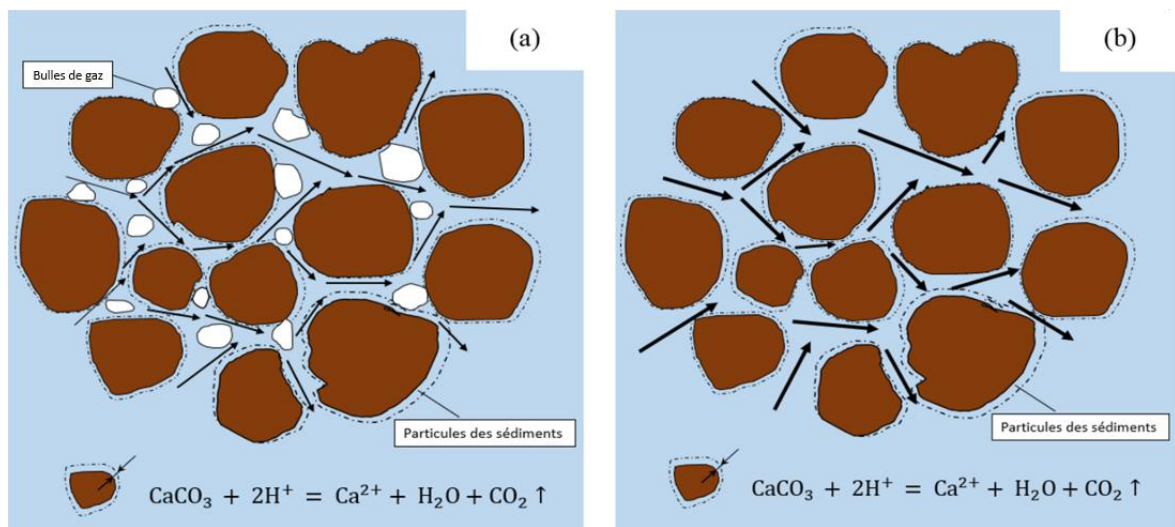 (a)
Bulles de gaz
Particules des sédiments
CaCO₃ + 2H⁺ = Ca²⁺ + H₂O + CO₂ ↑
(b)
Particules des sédiments
CaCO₃ + 2H⁺ = Ca²⁺ + H₂O + CO₂ ↑